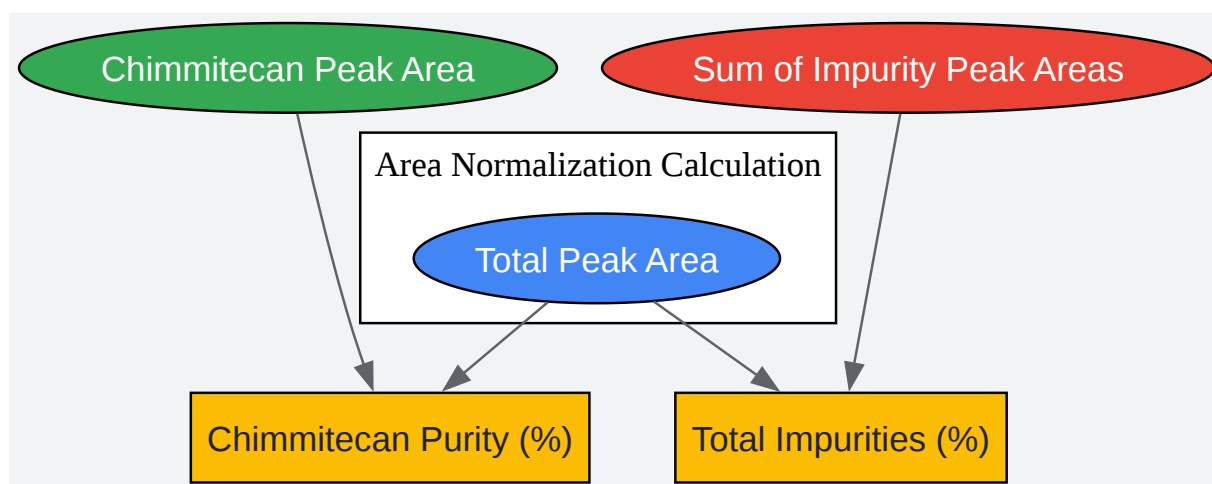 Chimmitecan Peak Area
Sum of Impurity Peak Areas
Area Normalization Calculation
Total Peak Area
Chimmitecan Purity (%)
Total Impurities (%)